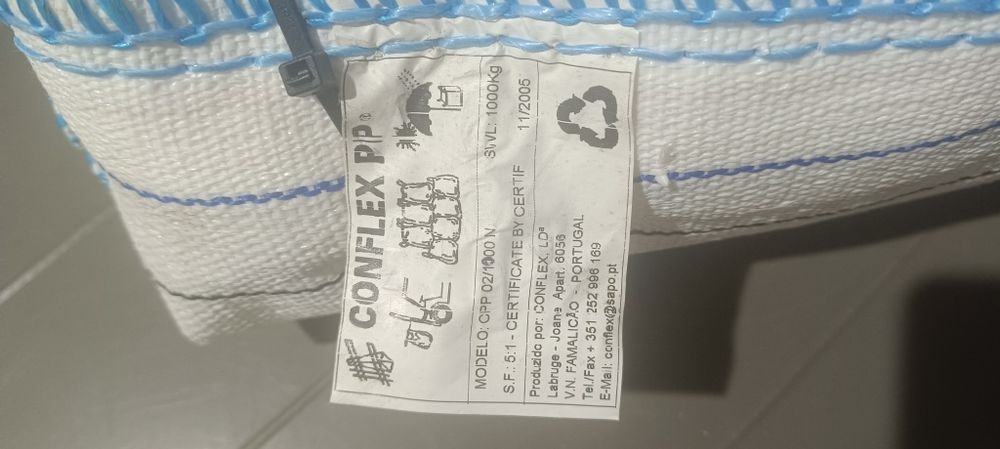 CONFLEX PP®
MODELO: CPP 02/1000 N SWL: 1000Kg
S.F.: 5:1 - CERTIFICATE BY CERTIF 11/2005
Produzido por: CONFLEX, LDª
Labruge - Joane Apart. 6056
V.N. FAMALICÃO - PORTUGAL
Tel./Fax + 351 252 996 169
E-Mail: conflex@sapo.pt